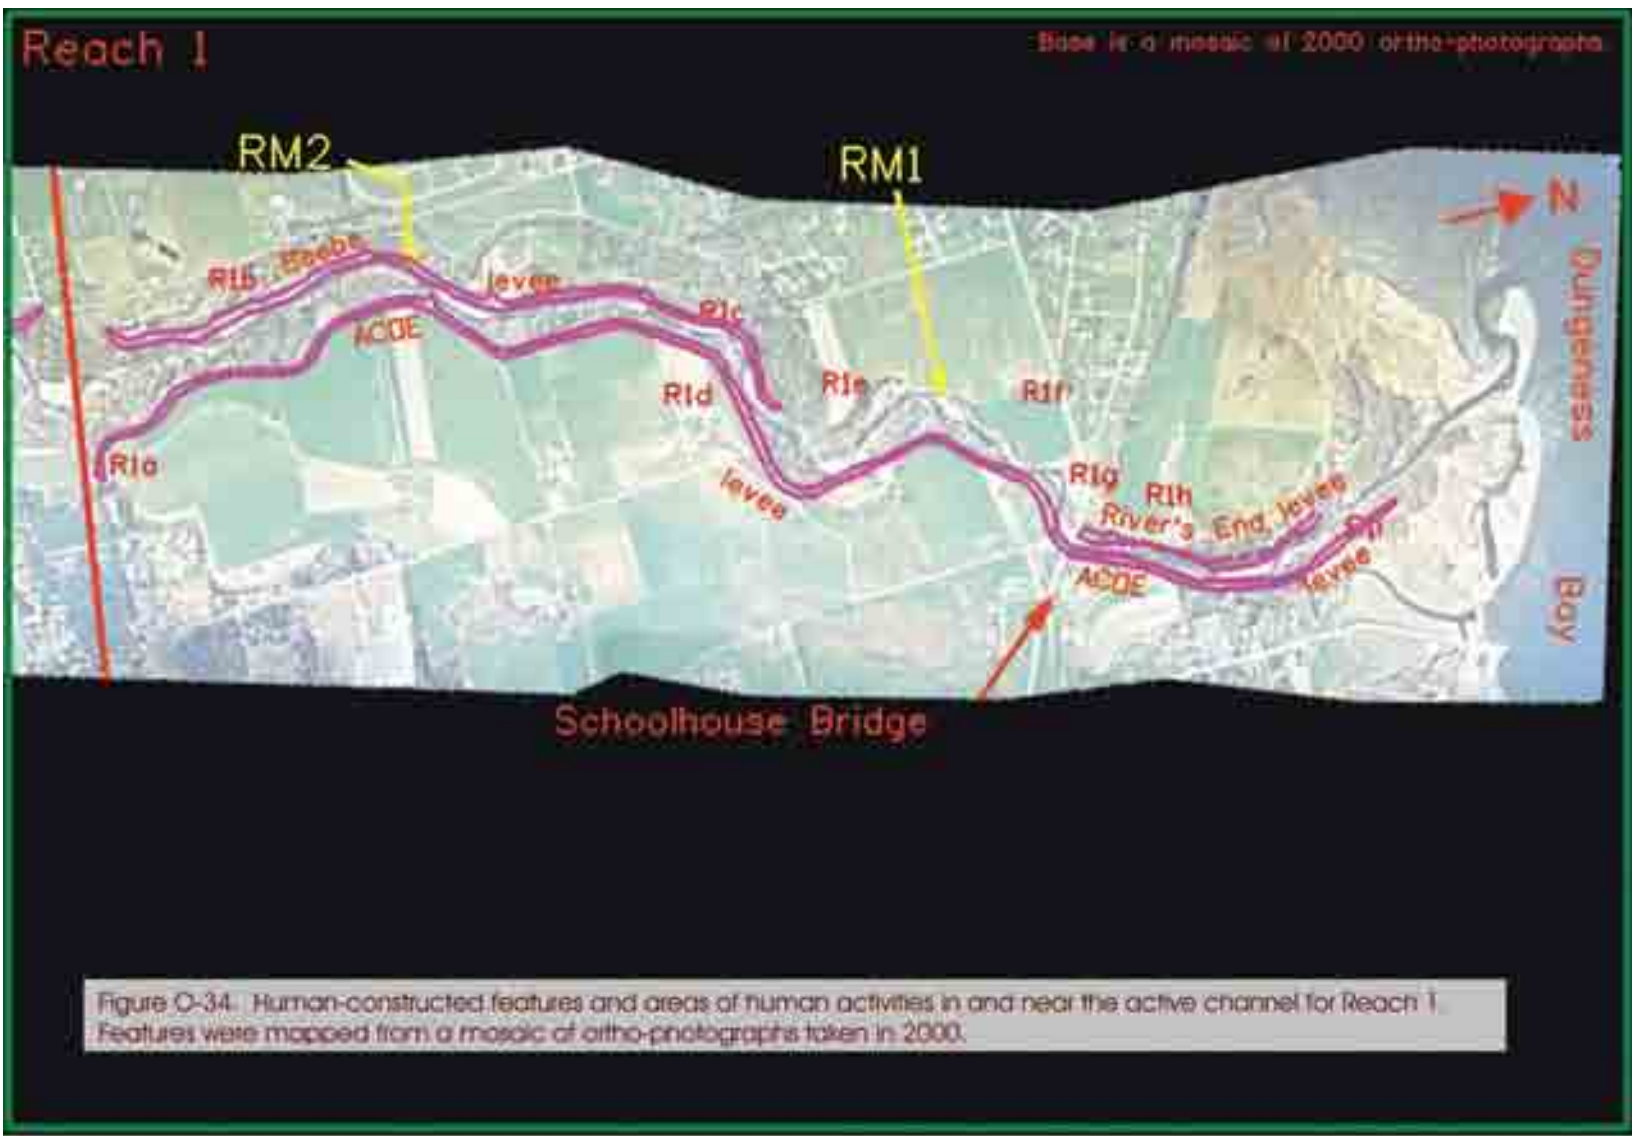 Reach 1
Base is a mosaic of 2000 ortho-photographs.
RM2
RM1
N
Dungeness
Bay
R1b
Beebe
levee
R1c
ACOE
R1d
R1e
R1f
R1a
levee
R1g
R1h
River's End levee
ACOE
levee
Schoolhouse Bridge
Figure O-34. Human-constructed features and areas of human activities in and near the active channel for Reach 1.
Features were mapped from a mosaic of ortho-photographs taken in 2000.